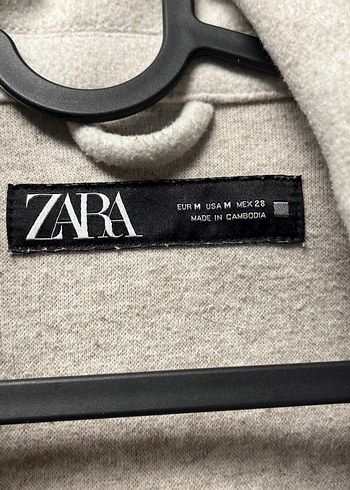 ZARA
EUR M USA M MEX 28
MADE IN CAMBODIA